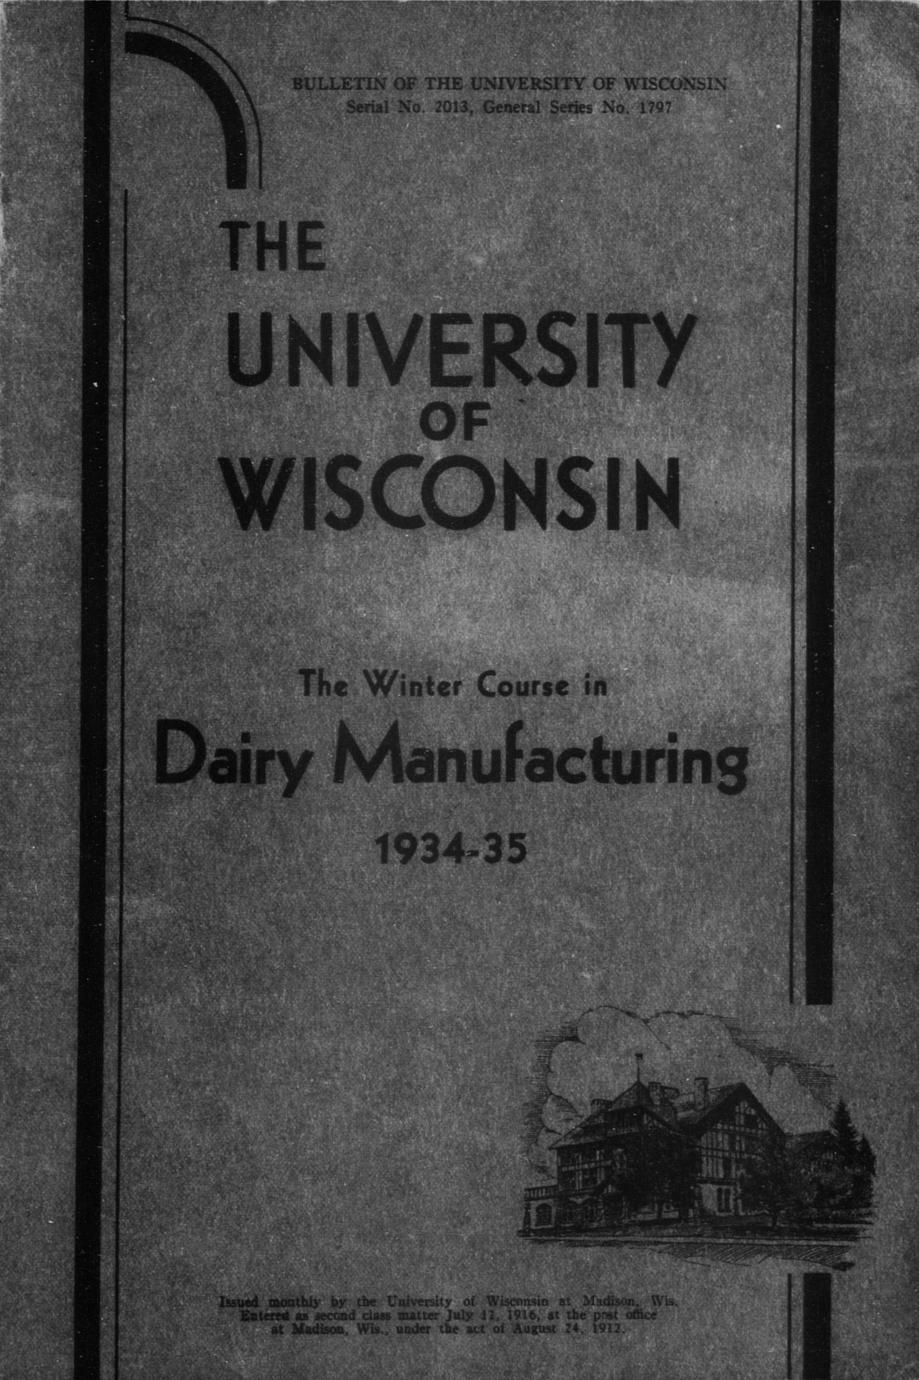 BULLETIN OF THE UNIVERSITY OF WISCONSIN
Serial No. 2013, General Series No. 1797
THE
UNIVERSITY
OF
WISCONSIN
The Winter Course in
Dairy Manufacturing
1934-35
Issued monthly by the University of Wisconsin at Madison, Wis.
Entered as second class matter July 12, 1916, at the post office
at Madison, Wis., under the act of August 24, 1912.